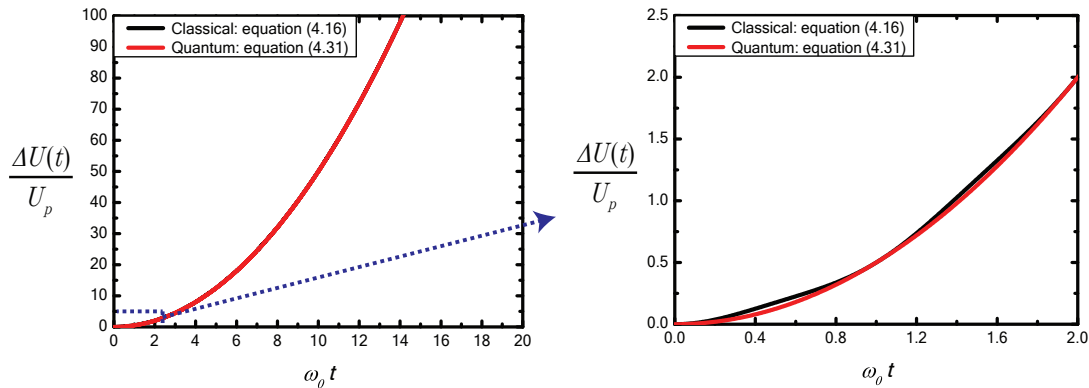 Classical: equation (4.16)
Quantum: equation (4.31)
100
90
80
70
60
50
40
30
20
10
0
ΔU(t)
U_p
0 2 4 6 8 10 12 14 16 18 20
ω_0 t
Classical: equation (4.16)
Quantum: equation (4.31)
2.5
2.0
1.5
1.0
0.5
0.0
ΔU(t)
U_p
0.0 0.4 0.8 1.2 1.6 2.0
ω_0 t